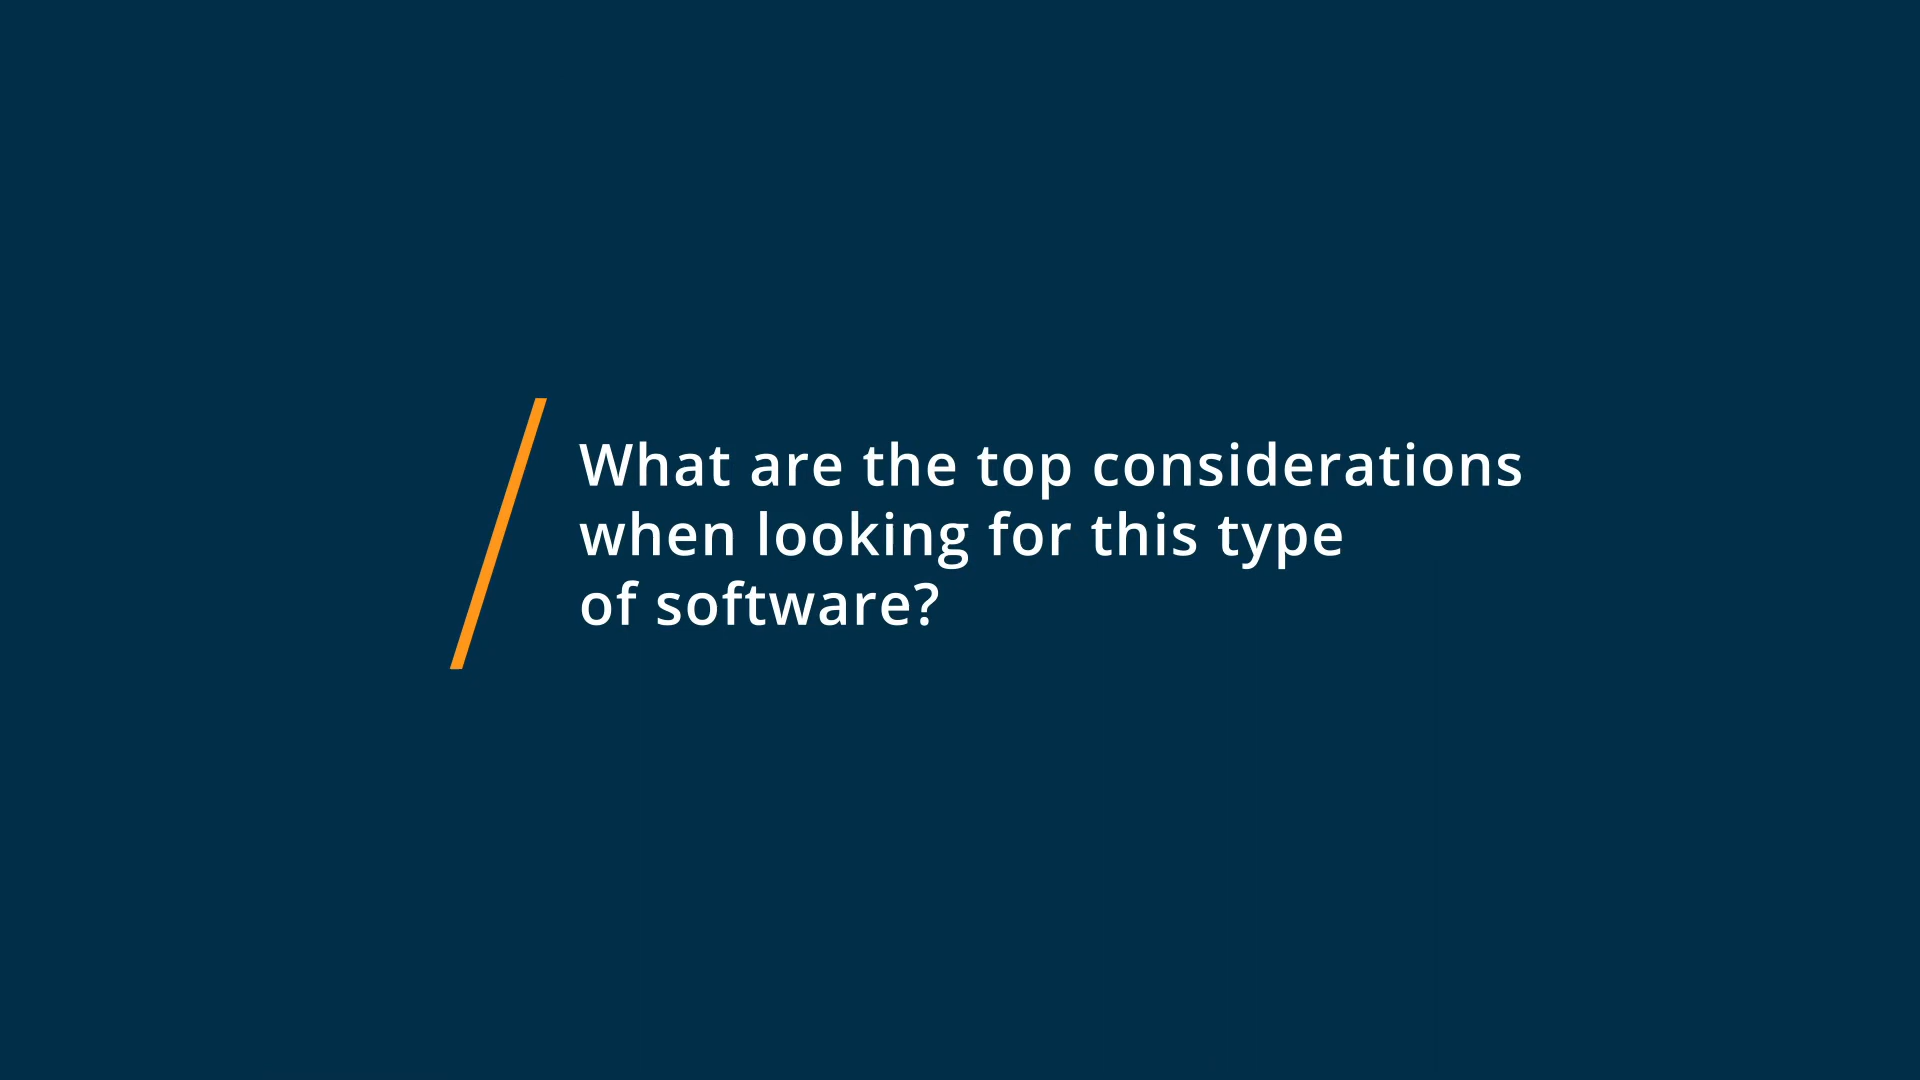 What are the top considerations
when looking for this type
of software?